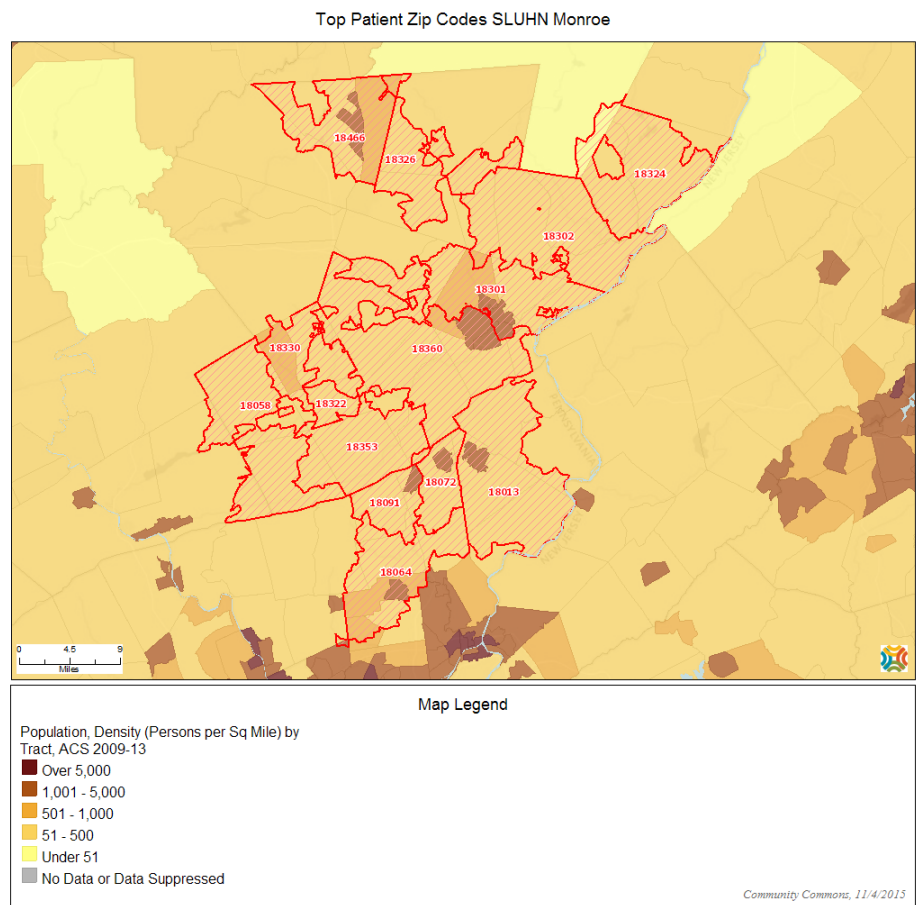 Top Patient Zip Codes SLUHN Monroe
18466
18326
18324
18302
18301
18330
18360
18058
18322
18353
18072
18013
18091
18064
PENNSYLVANIA
0 4.5 9
Miles
Map Legend
Population, Density (Persons per Sq Mile) by
Tract, ACS 2009-13
Over 5,000
1,001 - 5,000
501 - 1,000
51 - 500
Under 51
No Data or Data Suppressed
Community Commons, 11/4/2015